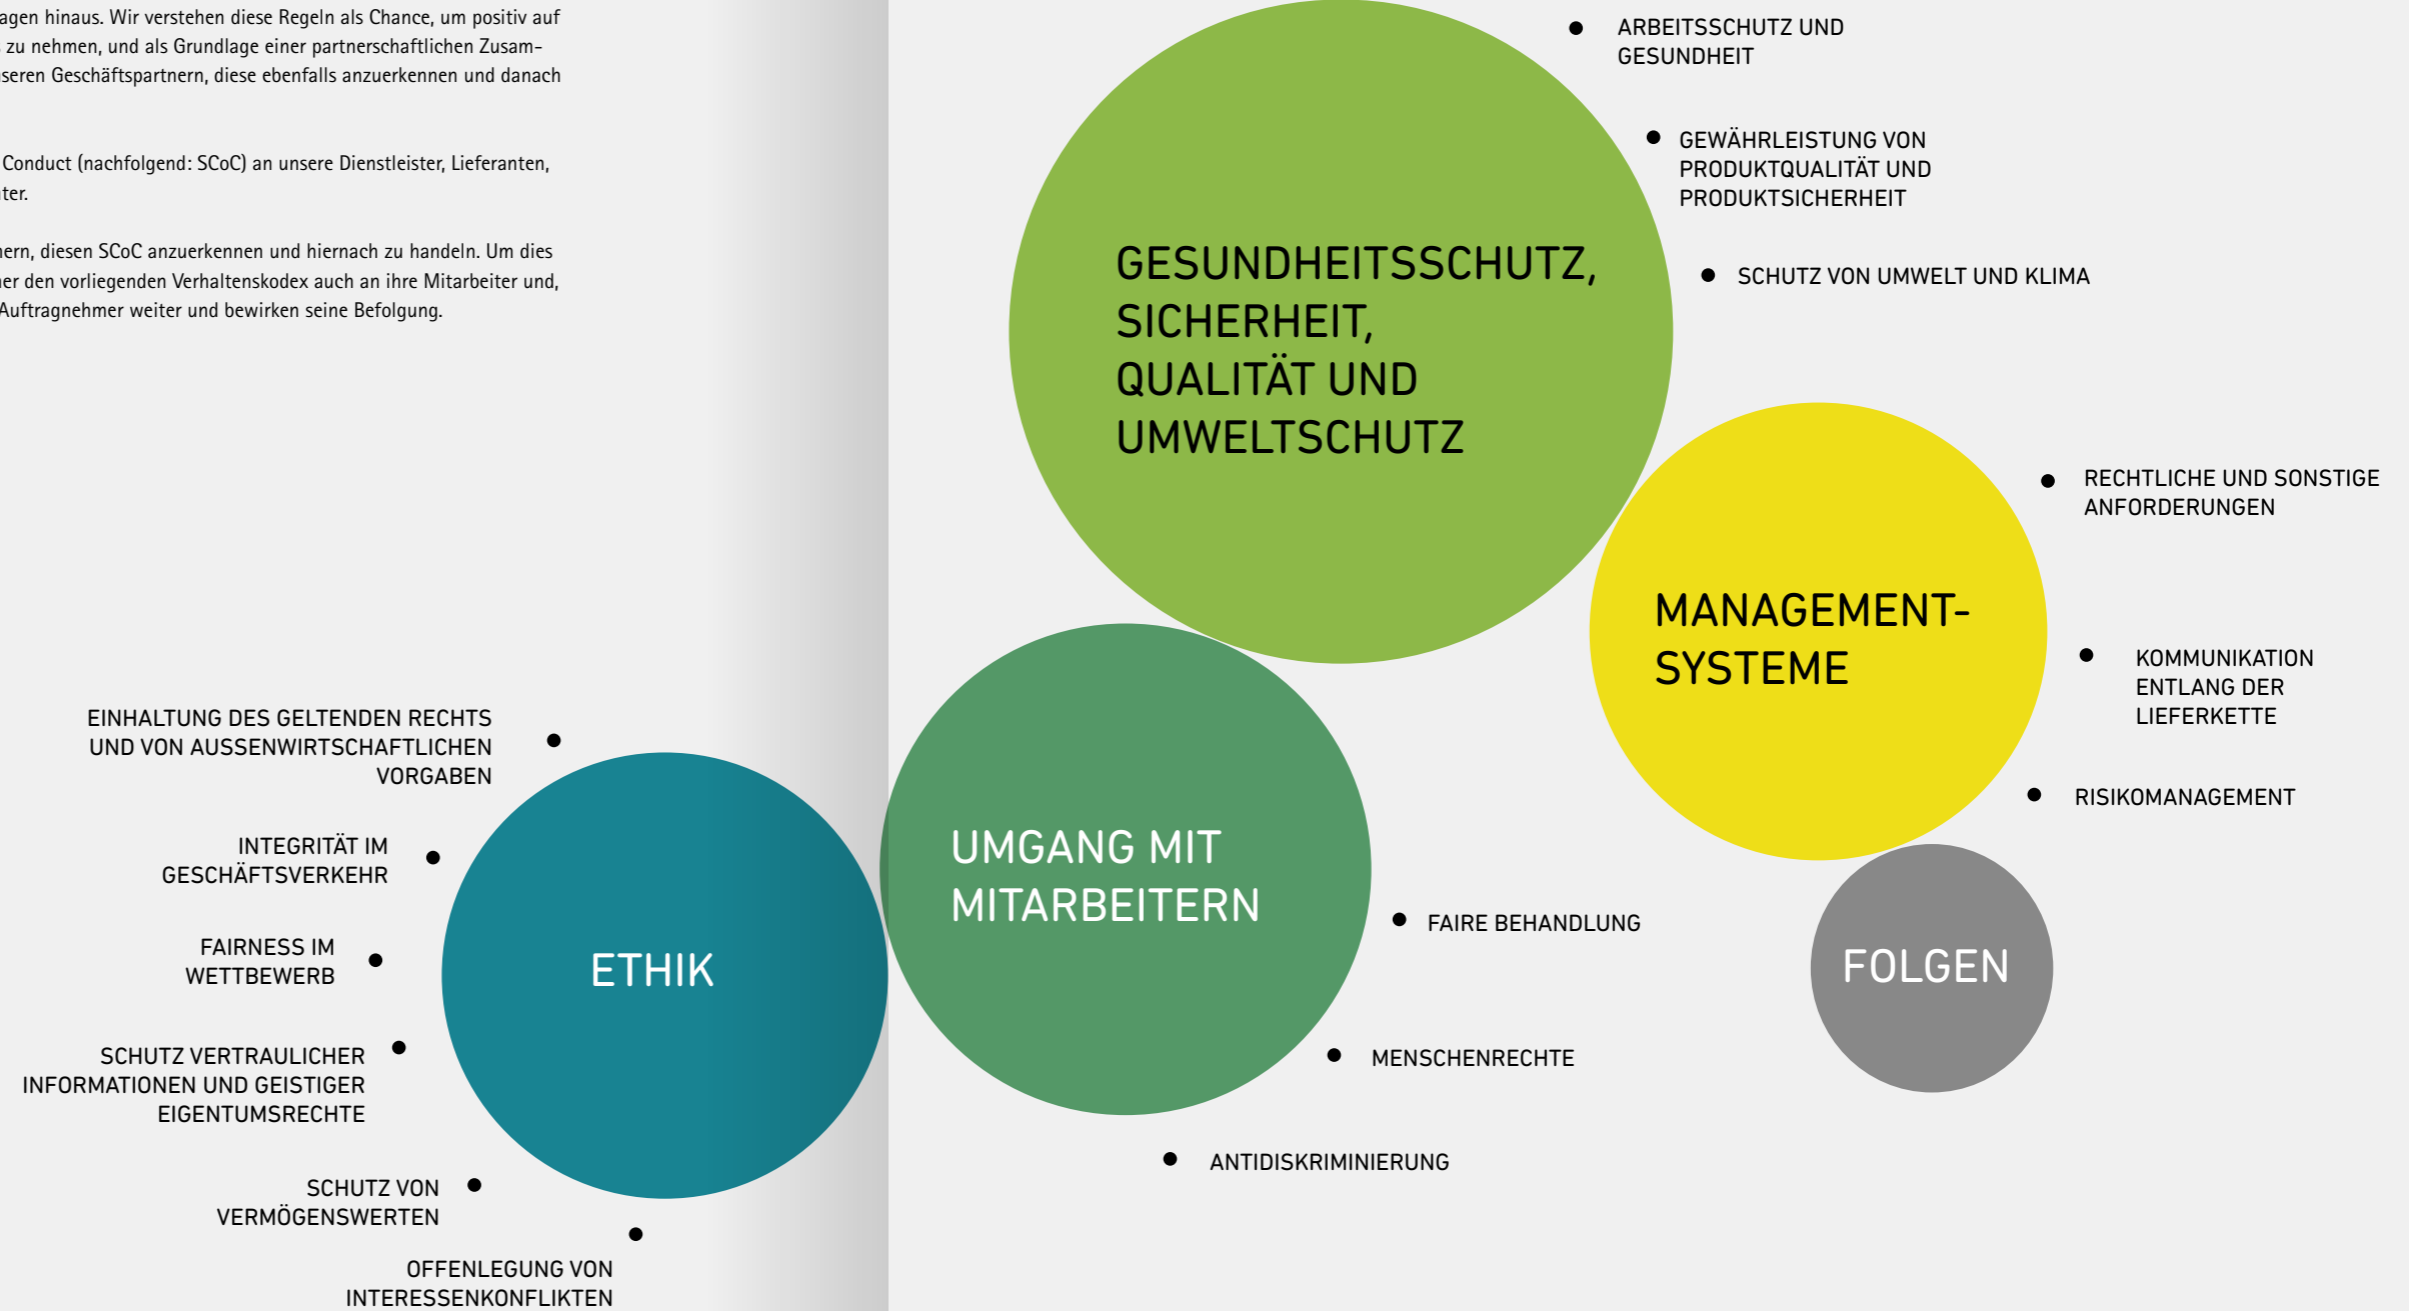 agen hinaus. Wir verstehen diese Regeln als Chance, um positiv auf
zu nehmen, und als Grundlage einer partnerschaftlichen Zusam-
seren Geschäftspartnern, diese ebenfalls anzuerkennen und danach
Conduct (nachfolgend: SCoC) an unsere Dienstleister, Lieferanten,
ter.
nern, diesen SCoC anzuerkennen und hiernach zu handeln. Um dies
er den vorliegenden Verhaltenskodex auch an ihre Mitarbeiter und,
Auftragnehmer weiter und bewirken seine Befolgung.
EINHALTUNG DES GELTENDEN RECHTS
UND VON AUSSENWIRTSCHAFTLICHEN
VORGABEN
INTEGRITÄT IM
GESCHÄFTSVERKEHR
FAIRNESS IM
WETTBEWERB
SCHUTZ VERTRAULICHER
INFORMATIONEN UND GEISTIGER
EIGENTUMSRECHTE
SCHUTZ VON
VERMÖGENSWERTEN
OFFENLEGUNG VON
INTERESSENKONFLIKTEN
ETHIK
UMGANG MIT
MITARBEITERN
FAIRE BEHANDLUNG
MENSCHENRECHTE
ANTIDISKRIMINIERUNG
GESUNDHEITSSCHUTZ,
SICHERHEIT,
QUALITÄT UND
UMWELTSCHUTZ
ARBEITSSCHUTZ UND
GESUNDHEIT
GEWÄHRLEISTUNG VON
PRODUKTQUALITÄT UND
PRODUKTSICHERHEIT
SCHUTZ VON UMWELT UND KLIMA
MANAGEMENT-
SYSTEME
RECHTLICHE UND SONSTIGE
ANFORDERUNGEN
KOMMUNIKATION
ENTLANG DER
LIEFERKETTE
RISIKOMANAGEMENT
FOLGEN